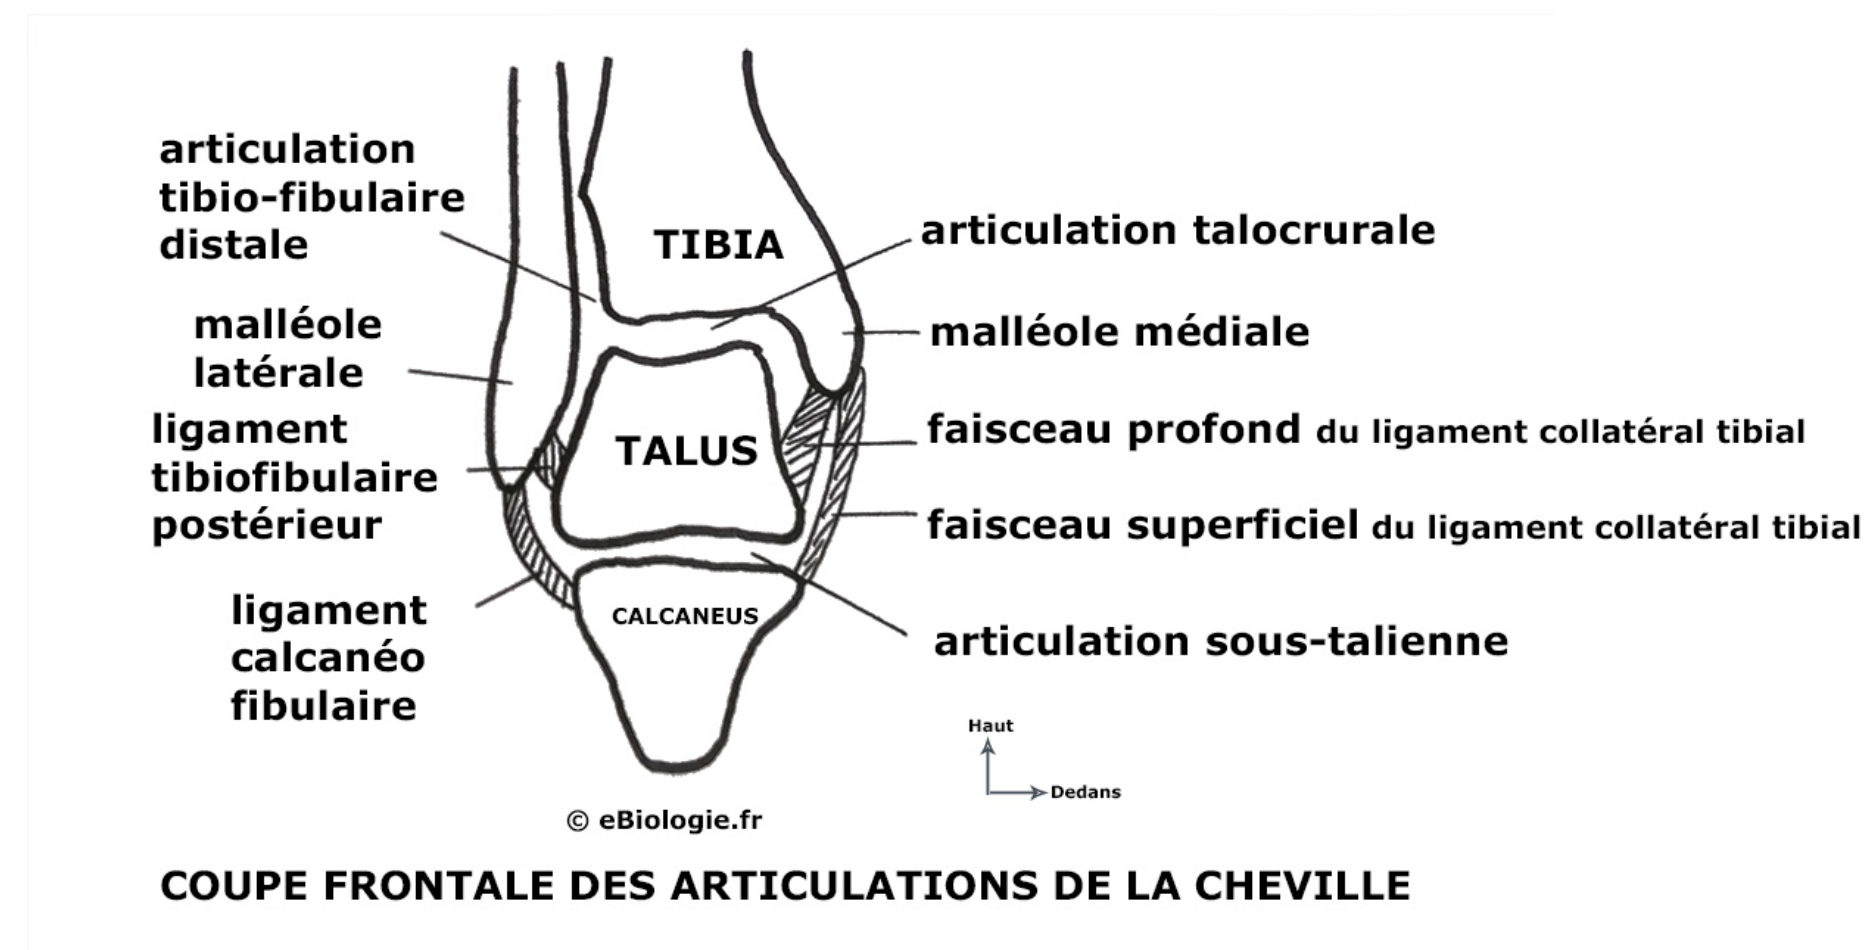 articulation
tibio-fibulaire
distale
malléole
latérale
ligament
tibiofibulaire
postérieur
ligament
calcanéo
fibulaire
TIBIA
TALUS
CALCANEUS
articulation talocrurale
malléole médiale
faisceau profond du ligament collatéral tibial
faisceau superficiel du ligament collatéral tibial
articulation sous-talienne
Haut
Dedans
© eBiologie.fr
COUPE FRONTALE DES ARTICULATIONS DE LA CHEVILLE